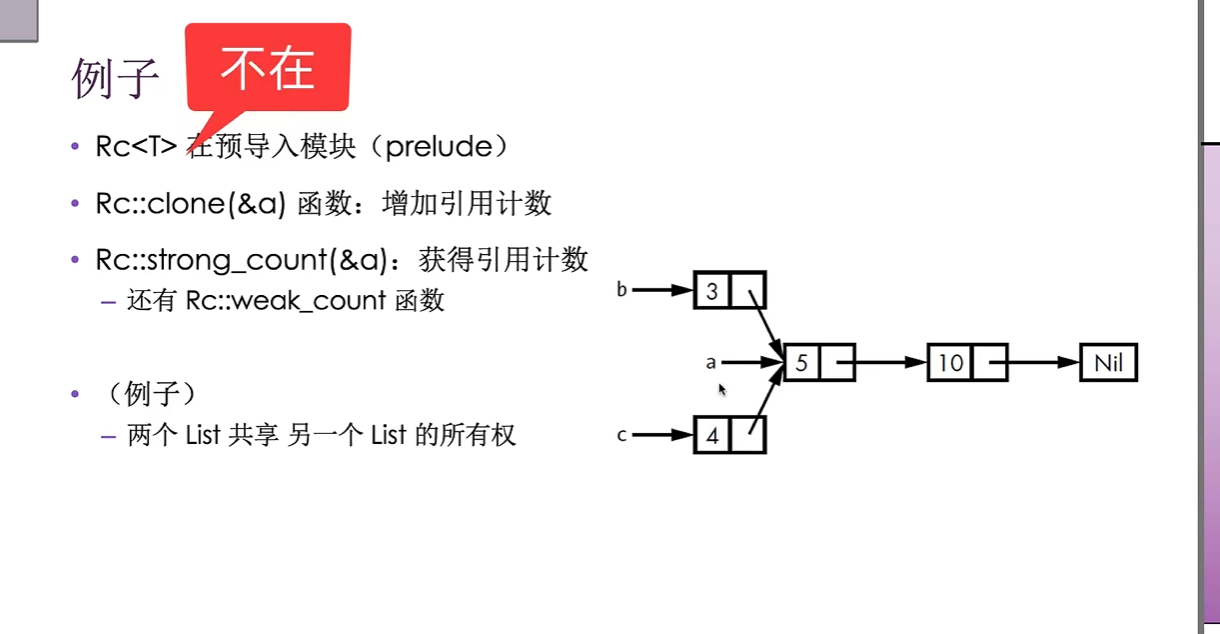 例子
不在
• Rc<T> 在预导入模块（prelude）
• Rc::clone(&a) 函数：增加引用计数
• Rc::strong_count(&a)：获得引用计数
– 还有 Rc::weak_count 函数
• （例子）
– 两个 List 共享 另一个 List 的所有权
b 3
a 5 10 Nil
c 4